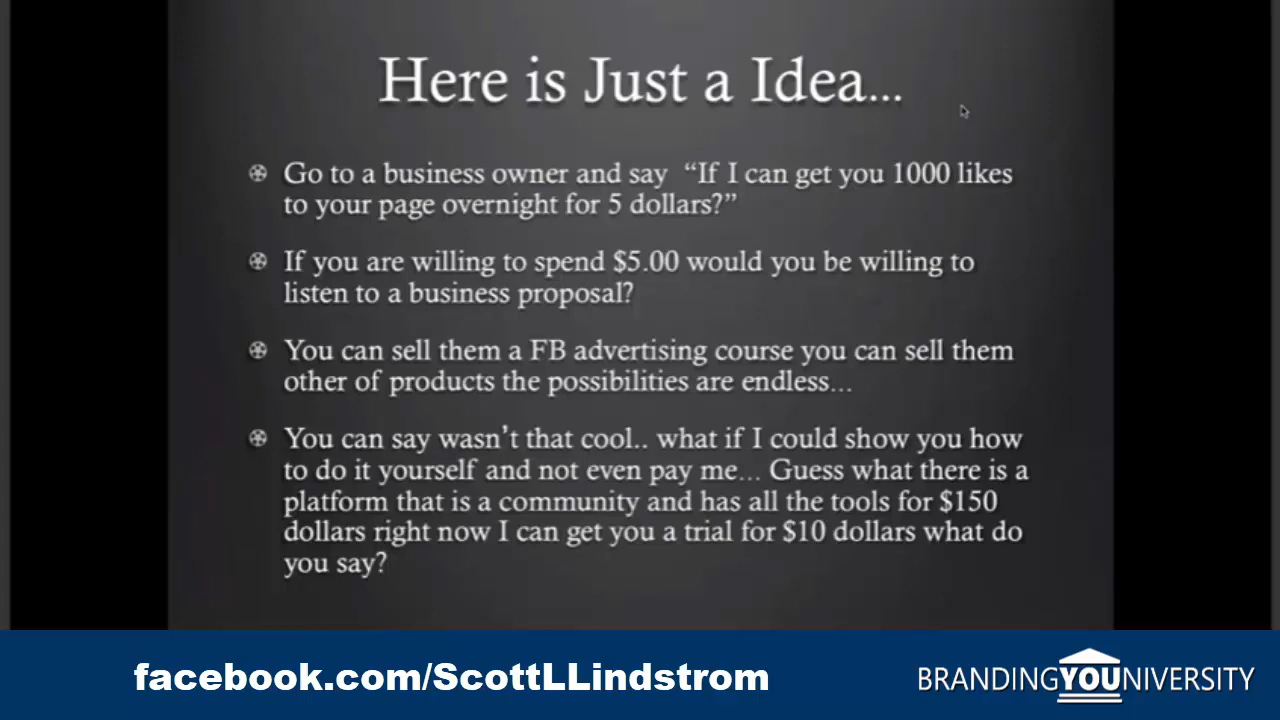 Here is Just a Idea...
Go to a business owner and say “If I can get you 1000 likes
to your page overnight for 5 dollars?”
If you are willing to spend $5.00 would you be willing to
listen to a business proposal?
You can sell them a FB advertising course you can sell them
other of products the possibilities are endless...
You can say wasn’t that cool.. what if I could show you how
to do it yourself and not even pay me... Guess what there is a
platform that is a community and has all the tools for $150
dollars right now I can get you a trial for $10 dollars what do
you say?
facebook.com/ScottLLindstrom
BRANDINGYOUNIVERSITY